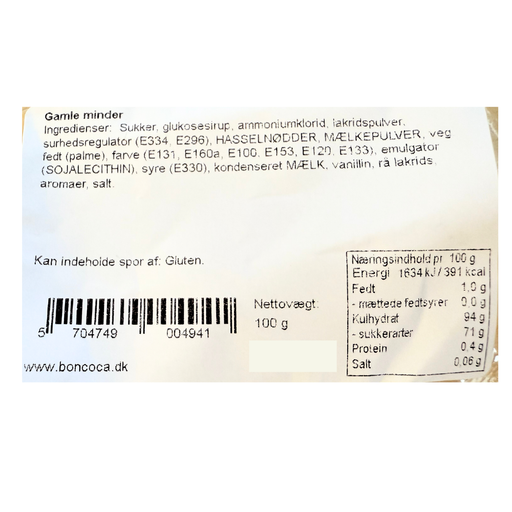 Gamle minder
Ingredienser: Sukker, glukosesirup, ammoniumklorid, lakridspulver,
surhedsregulator (E334, E296), HASSELNØDDER, MÆLKEPULVER, veg
fedt (palme), farve (E131, E160a, E100, E153, E120, E133), emulgator
(SOJALECITHIN), syre (E330), kondenseret MÆLK, vanillin, rå lakrids,
aromaer, salt.
Kan indeholde spor af: Gluten.
Nettovægt:
100 g
5 704749 004941
www.boncoca.dk
Næringsindhold pr 100 g
Energi 1634 kJ / 391 kcal
Fedt 1,0 g
- mættede fedtsyrer 0,0 g
Kulhydrat 94 g
- sukkerarter 71 g
Protein 0,4 g
Salt 0,06 g